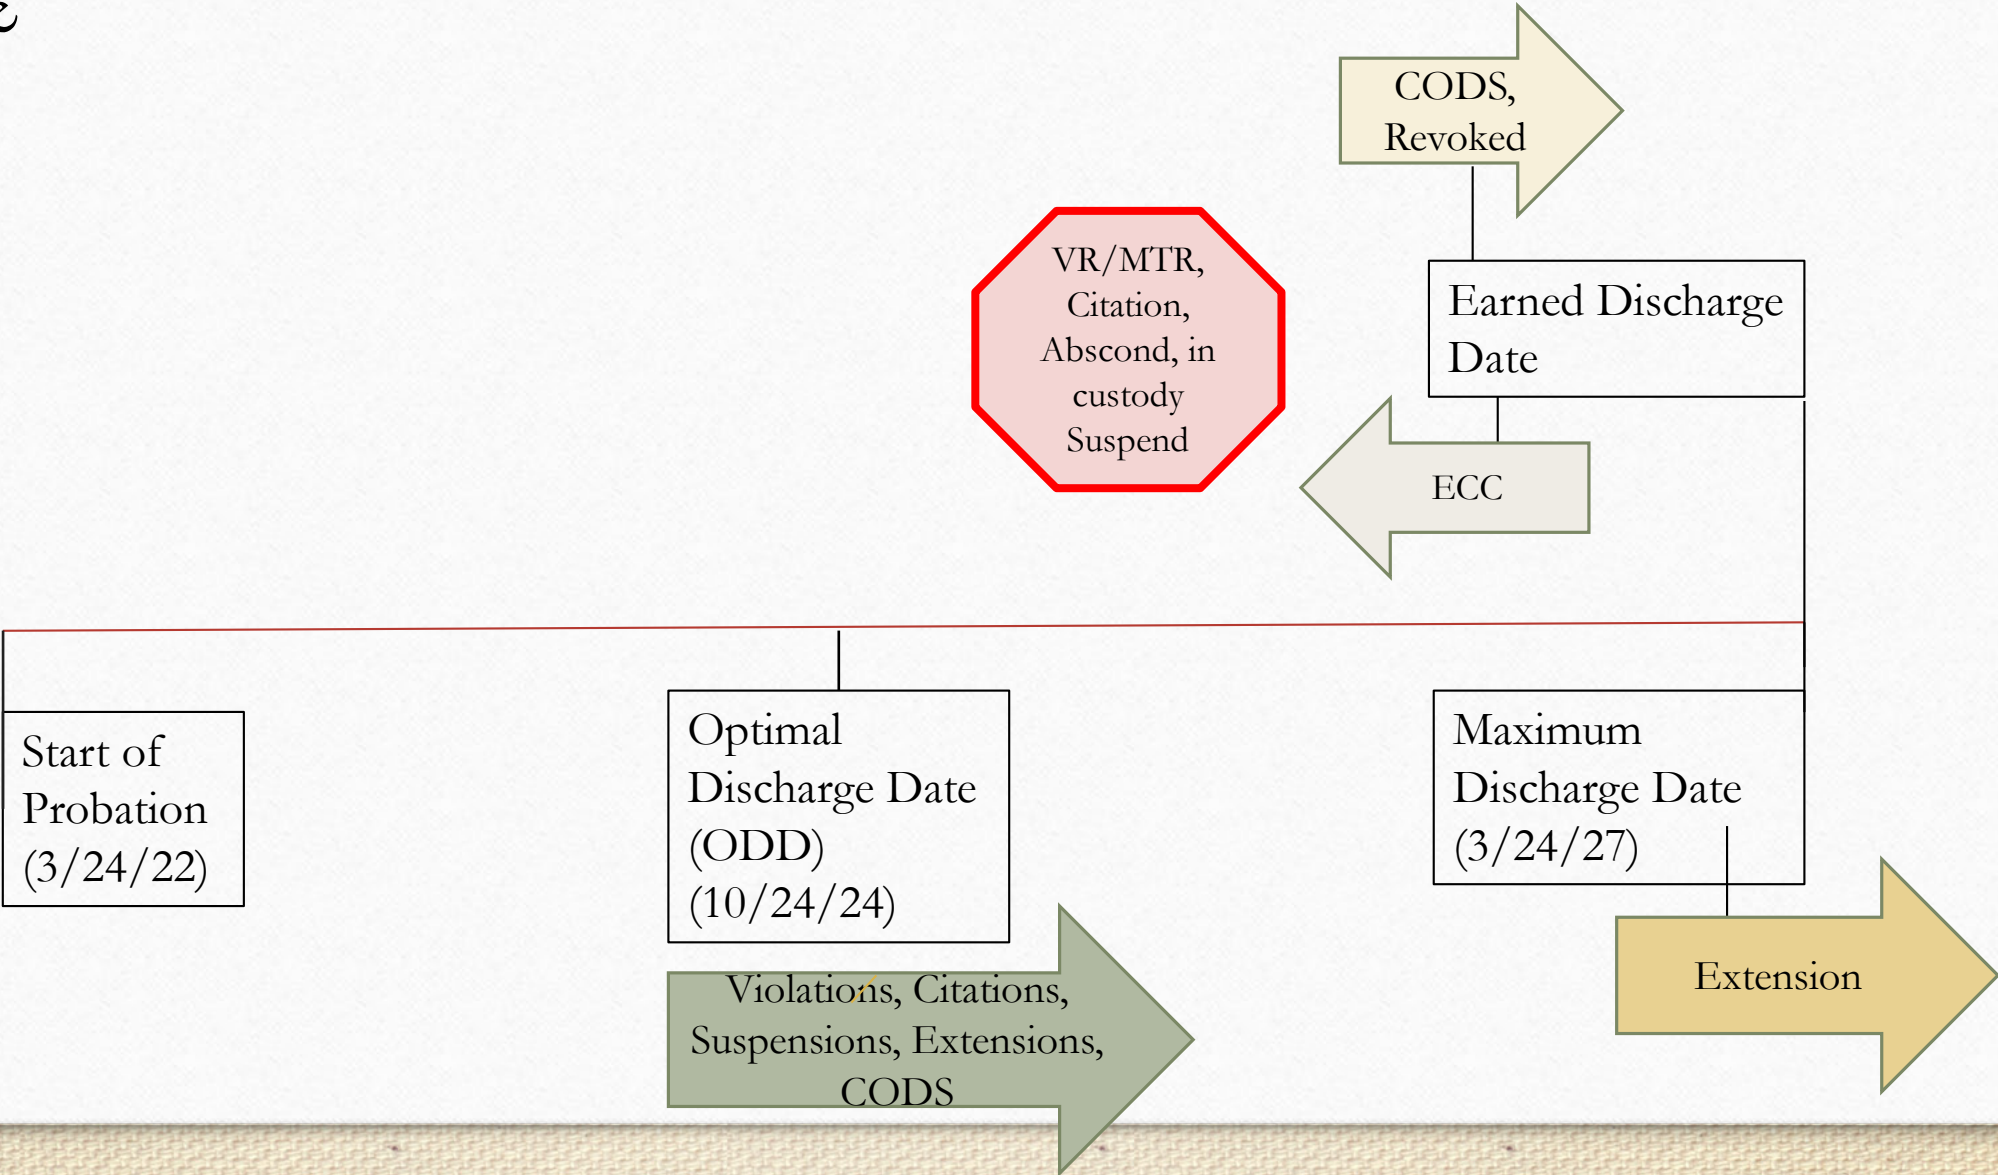 CODS,
Revoked
VR/MTR,
Citation,
Abscond, in
custody
Suspend
Earned Discharge
Date
ECC
Start of
Probation
(3/24/22)
Optimal
Discharge Date
(ODD)
(10/24/24)
Maximum
Discharge Date
(3/24/27)
Violations, Citations,
Suspensions, Extensions,
CODS
Extension